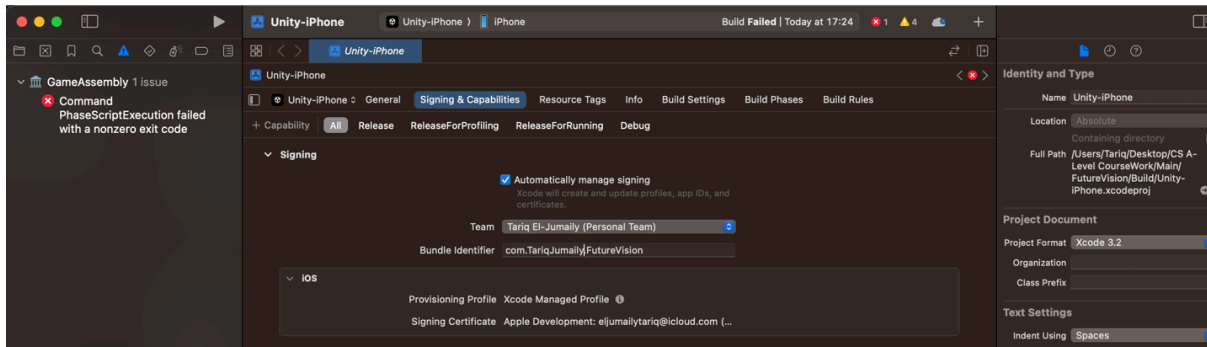 Unity-iPhone
Unity-iPhone ⟩ iPhone
Build Failed | Today at 17:24
1
4
Unity-iPhone
GameAssembly 1 issue
Command
PhaseScriptExecution failed
with a nonzero exit code
Unity-iPhone
Unity-iPhone General Signing & Capabilities Resource Tags Info Build Settings Build Phases Build Rules
+ Capability All Release ReleaseForProfiling ReleaseForRunning Debug
Signing
Automatically manage signing
Xcode will create and update profiles, app IDs, and
certificates.
Team Tariq El-Jumaily (Personal Team)
Bundle Identifier com.TariqJumaily.FutureVision
iOS
Provisioning Profile Xcode Managed Profile
Signing Certificate Apple Development: eljumailytariq@icloud.com (...
Identity and Type
Name Unity-iPhone
Location Absolute
Containing directory
Full Path /Users/Tariq/Desktop/CS A-
Level CourseWork/Main/
FutureVision/Build/Unity-
iPhone.xcodeproj
Project Document
Project Format Xcode 3.2
Organization
Class Prefix
Text Settings
Indent Using Spaces